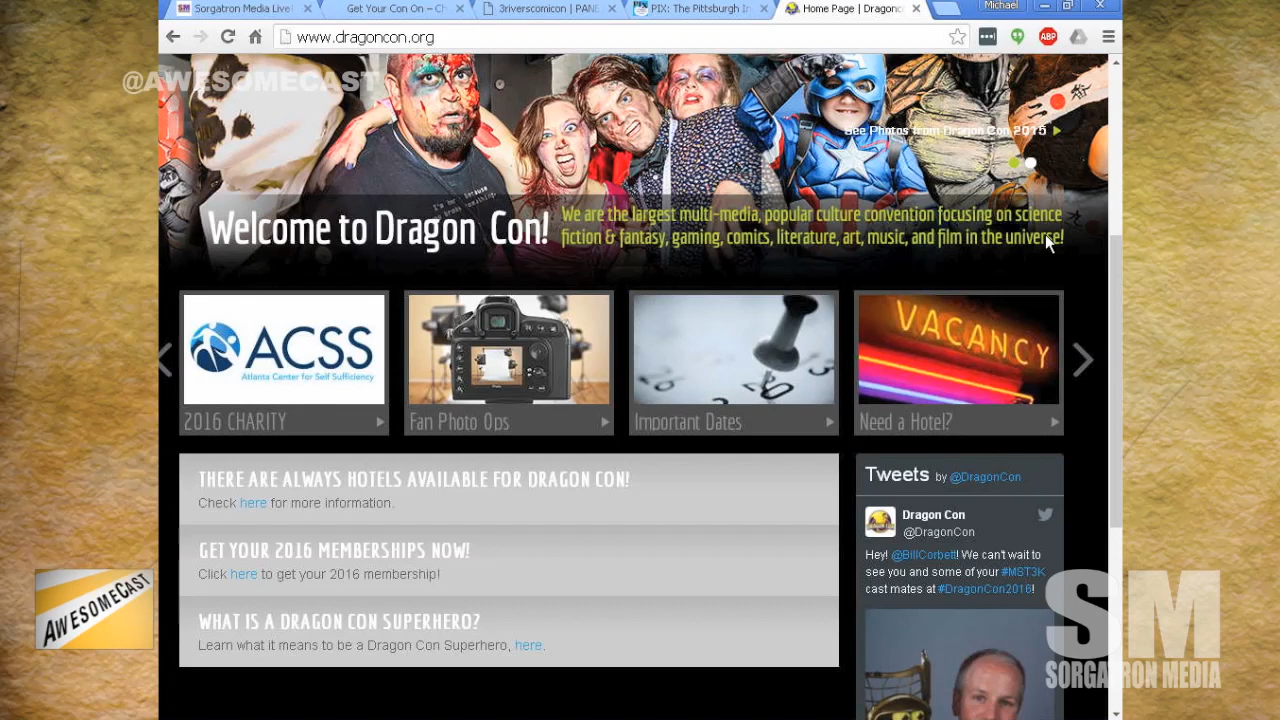 Sorgatron Media Live
Get Your Con On – C
3riverscomicon | PANE
PIX: The Pittsburgh In
Home Page | Dragonc
Michael
www.dragoncon.org
ABP
@AWESOMECAST
See Photos from Dragon Con 2015
Welcome to Dragon Con!
We are the largest multi-media, popular culture convention focusing on science
fiction & fantasy, gaming, comics, literature, art, music, and film in the universe!
ACSS
Atlanta Center for Self Sufficiency
20
VACANCY
2016 CHARITY
Fan Photo Ops
Important Dates
Need a Hotel?
THERE ARE ALWAYS HOTELS AVAILABLE FOR DRAGON CON!
Check here for more information.
GET YOUR 2016 MEMBERSHIPS NOW!
Click here to get your 2016 membership!
WHAT IS A DRAGON CON SUPERHERO?
Learn what it means to be a Dragon Con Superhero, here.
Tweets by @DragonCon
Dragon Con
@DragonCon
Hey! @BillCorbett! We can't wait to
see you and some of your #MST3K
cast mates at #DragonCon2016!
AWESOMECAST
SM
SORGATRON MEDIA